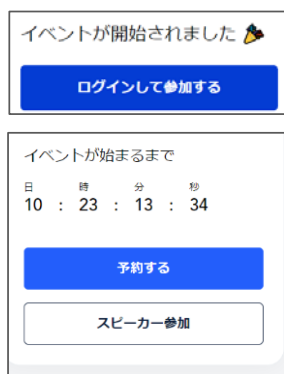 イベントが開始されました 🎉
ログインして参加する
イベントが始まるまで
日 時 分 秒
10 : 23 : 13 : 34
予約する
スピーカー参加